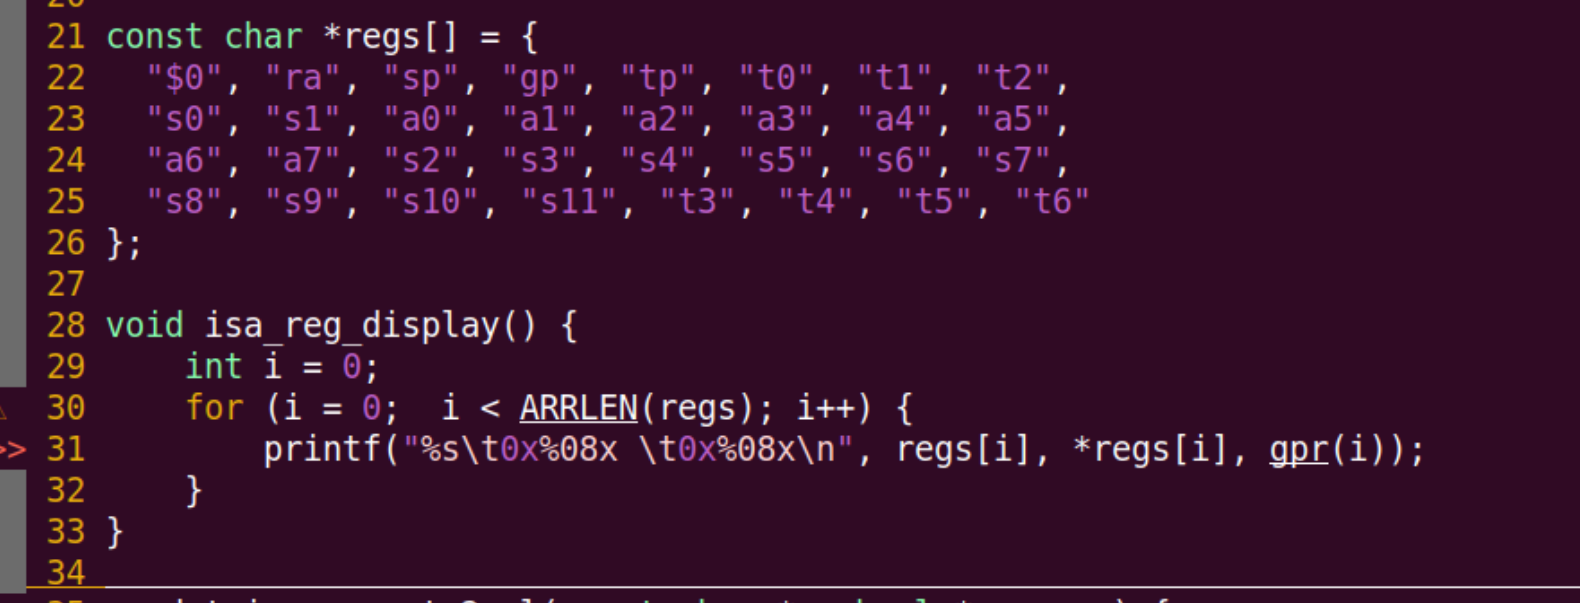 21 const char *regs[] = {
22   "$0", "ra", "sp", "gp", "tp", "t0", "t1", "t2",
23   "s0", "s1", "a0", "a1", "a2", "a3", "a4", "a5",
24   "a6", "a7", "s2", "s3", "s4", "s5", "s6", "s7",
25   "s8", "s9", "s10", "s11", "t3", "t4", "t5", "t6"
26 };
27
28 void isa_reg_display() {
29     int i = 0;
30     for (i = 0;  i < ARRLEN(regs); i++) {
>> 31         printf("%s\t0x%08x \t0x%08x\n", regs[i], *regs[i], gpr(i));
32     }
33 }
34